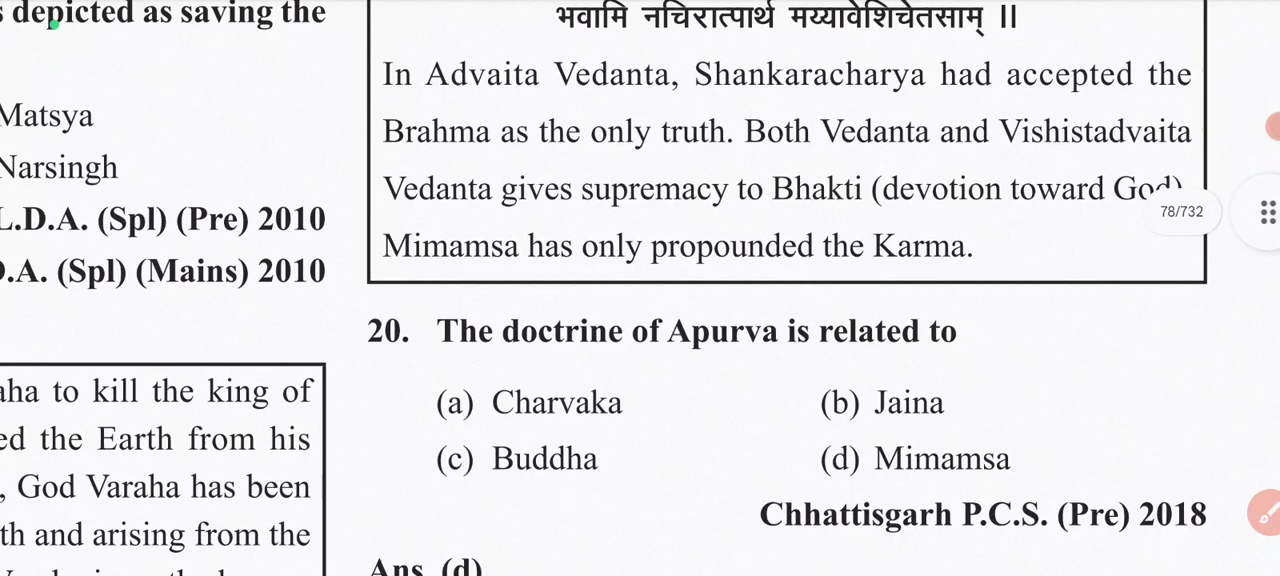 s depicted as saving the
Matsya
Narsingh
L.D.A. (Spl) (Pre) 2010
.A. (Spl) (Mains) 2010
aha to kill the king of
ed the Earth from his
, God Varaha has been
th and arising from the
भवामि नचिरात्पार्थ मय्यावेशिचेतसाम् ॥
In Advaita Vedanta, Shankaracharya had accepted the
Brahma as the only truth. Both Vedanta and Vishistadvaita
Vedanta gives supremacy to Bhakti (devotion toward God)
Mimamsa has only propounded the Karma.
78/732
20. The doctrine of Apurva is related to
(a) Charvaka (b) Jaina
(c) Buddha (d) Mimamsa
Chhattisgarh P.C.S. (Pre) 2018
Ans. (d)